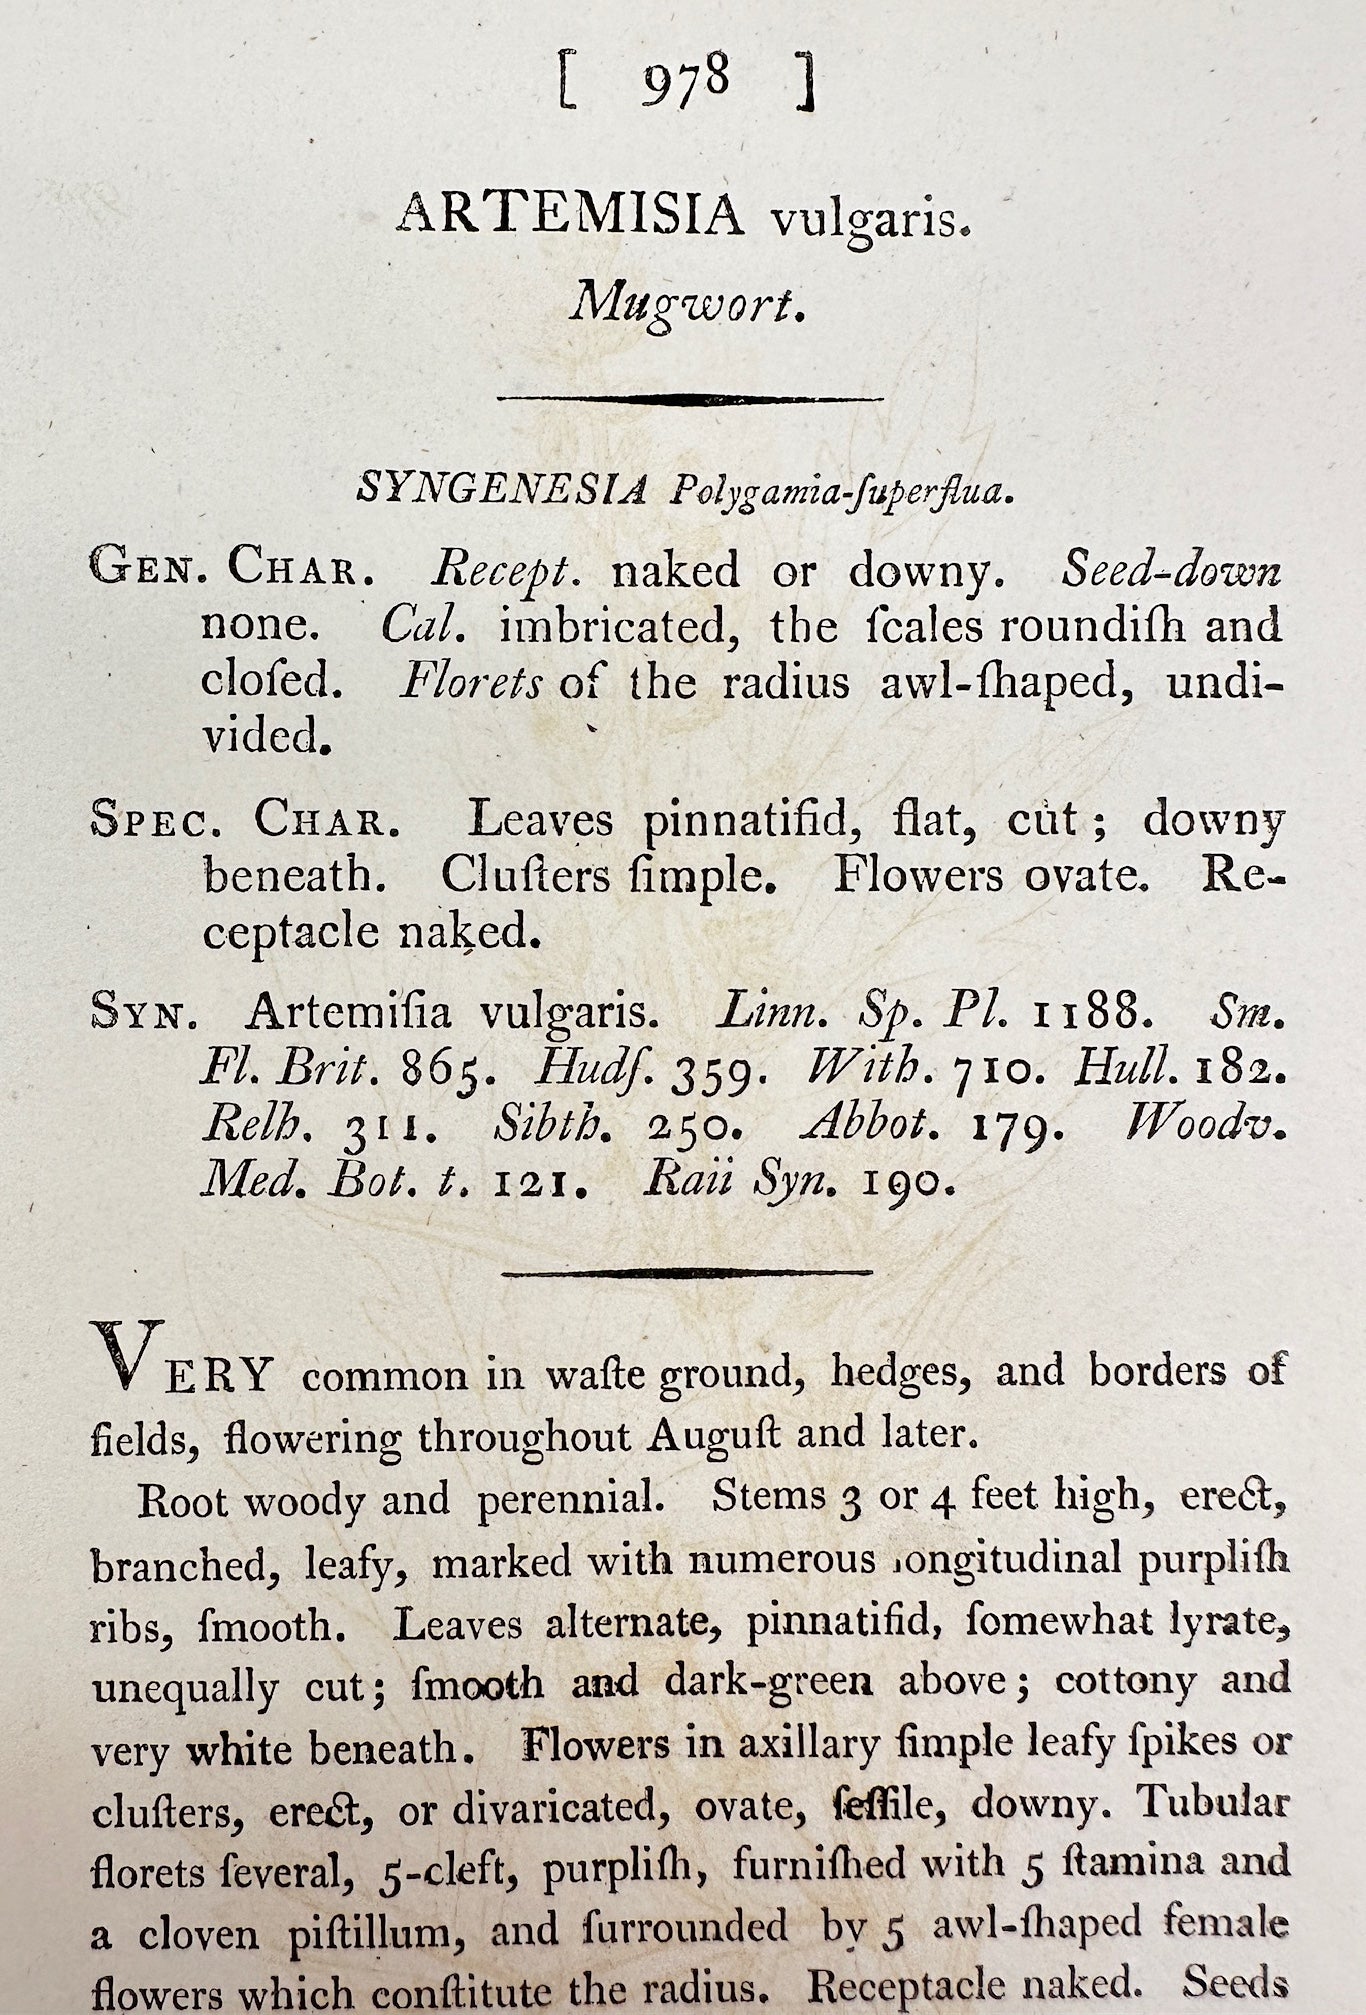 [ 978 ]
ARTEMISIA vulgaris.
Mugwort.
SYNGENESIA Polygamia-ſuperflua.
GEN. CHAR. Recept. naked or downy. Seed-down
none. Cal. imbricated, the ſcales roundiſh and
cloſed. Florets of the radius awl-ſhaped, undi-
vided.
SPEC. CHAR. Leaves pinnatifid, flat, cut; downy
beneath. Cluſters ſimple. Flowers ovate. Re-
ceptacle naked.
SYN. Artemiſia vulgaris. Linn. Sp. Pl. 1188. Sm.
Fl. Brit. 865. Hudſ. 359. With. 710. Hull. 182.
Relh. 311. Sibth. 250. Abbot. 179. Woodv.
Med. Bot. t. 121. Raii Syn. 190.
VERY common in waſte ground, hedges, and borders of
fields, flowering throughout Auguſt and later.
Root woody and perennial. Stems 3 or 4 feet high, erect,
branched, leafy, marked with numerous longitudinal purpliſh
ribs, ſmooth. Leaves alternate, pinnatifid, ſomewhat lyrate,
unequally cut; ſmooth and dark-green above; cottony and
very white beneath. Flowers in axillary ſimple leafy ſpikes or
cluſters, erect, or divaricated, ovate, ſeſſile, downy. Tubular
florets ſeveral, 5-cleft, purpliſh, furniſhed with 5 ſtamina and
a cloven piſtillum, and ſurrounded by 5 awl-ſhaped female
flowers which conſtitute the radius. Receptacle naked. Seeds